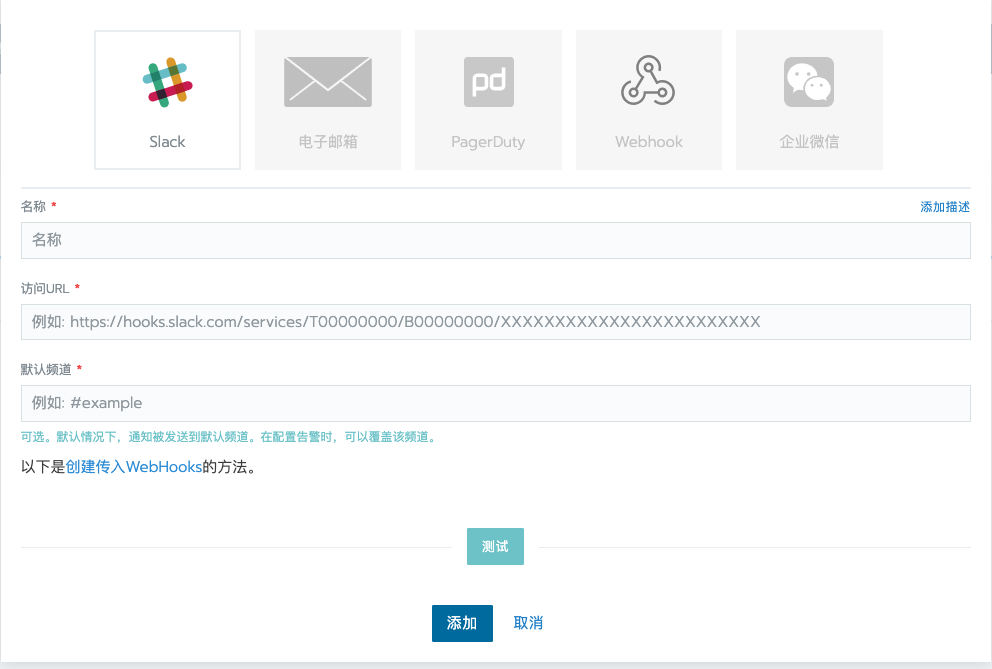 Slack
电子邮箱
pd
PagerDuty
Webhook
企业微信
名称 *
添加描述
名称
访问URL *
例如: https://hooks.slack.com/services/T00000000/B00000000/XXXXXXXXXXXXXXXXXXXXXXXX
默认频道 *
例如: #example
可选。默认情况下，通知被发送到默认频道。在配置告警时，可以覆盖该频道。
以下是创建传入WebHooks的方法。
测试
添加
取消